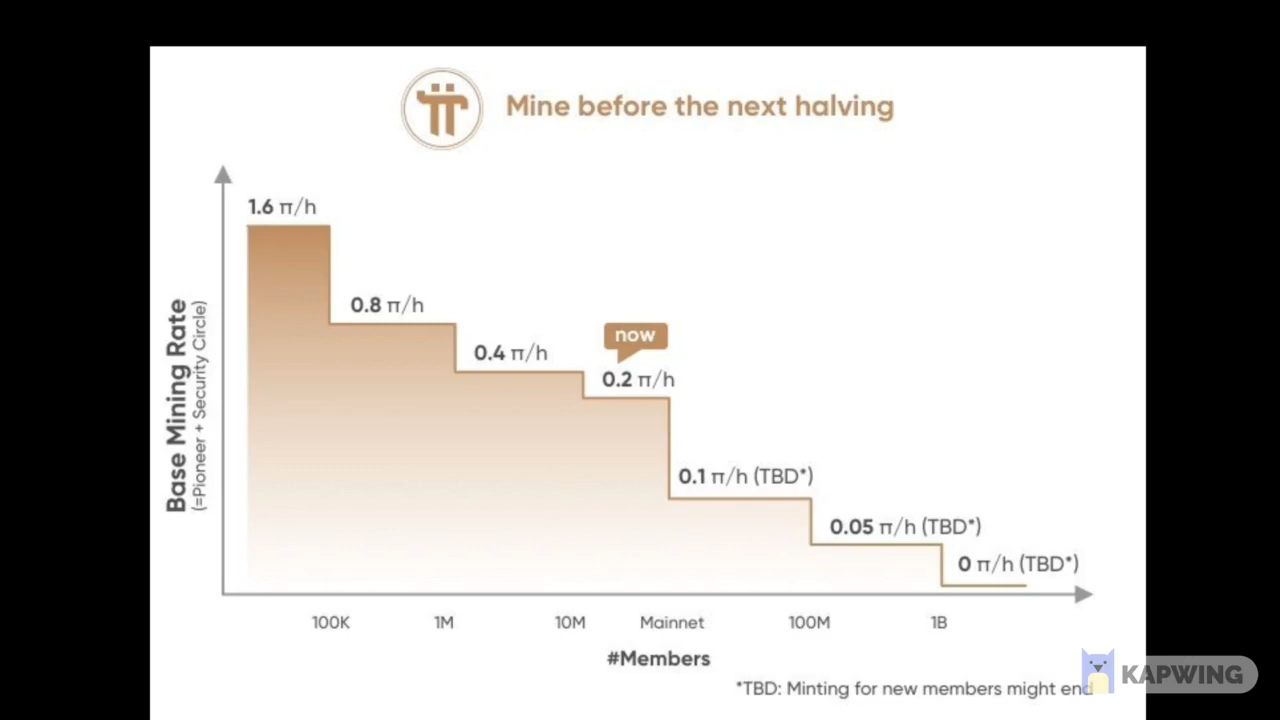 Mine before the next halving
1.6 π/h
0.8 π/h
0.4 π/h
now
0.2 π/h
0.1 π/h (TBD*)
0.05 π/h (TBD*)
0 π/h (TBD*)
Base Mining Rate
(=Pioneer + Security Circle)
100K 1M 10M Mainnet 100M 1B
#Members
*TBD: Minting for new members might end
KAPWING